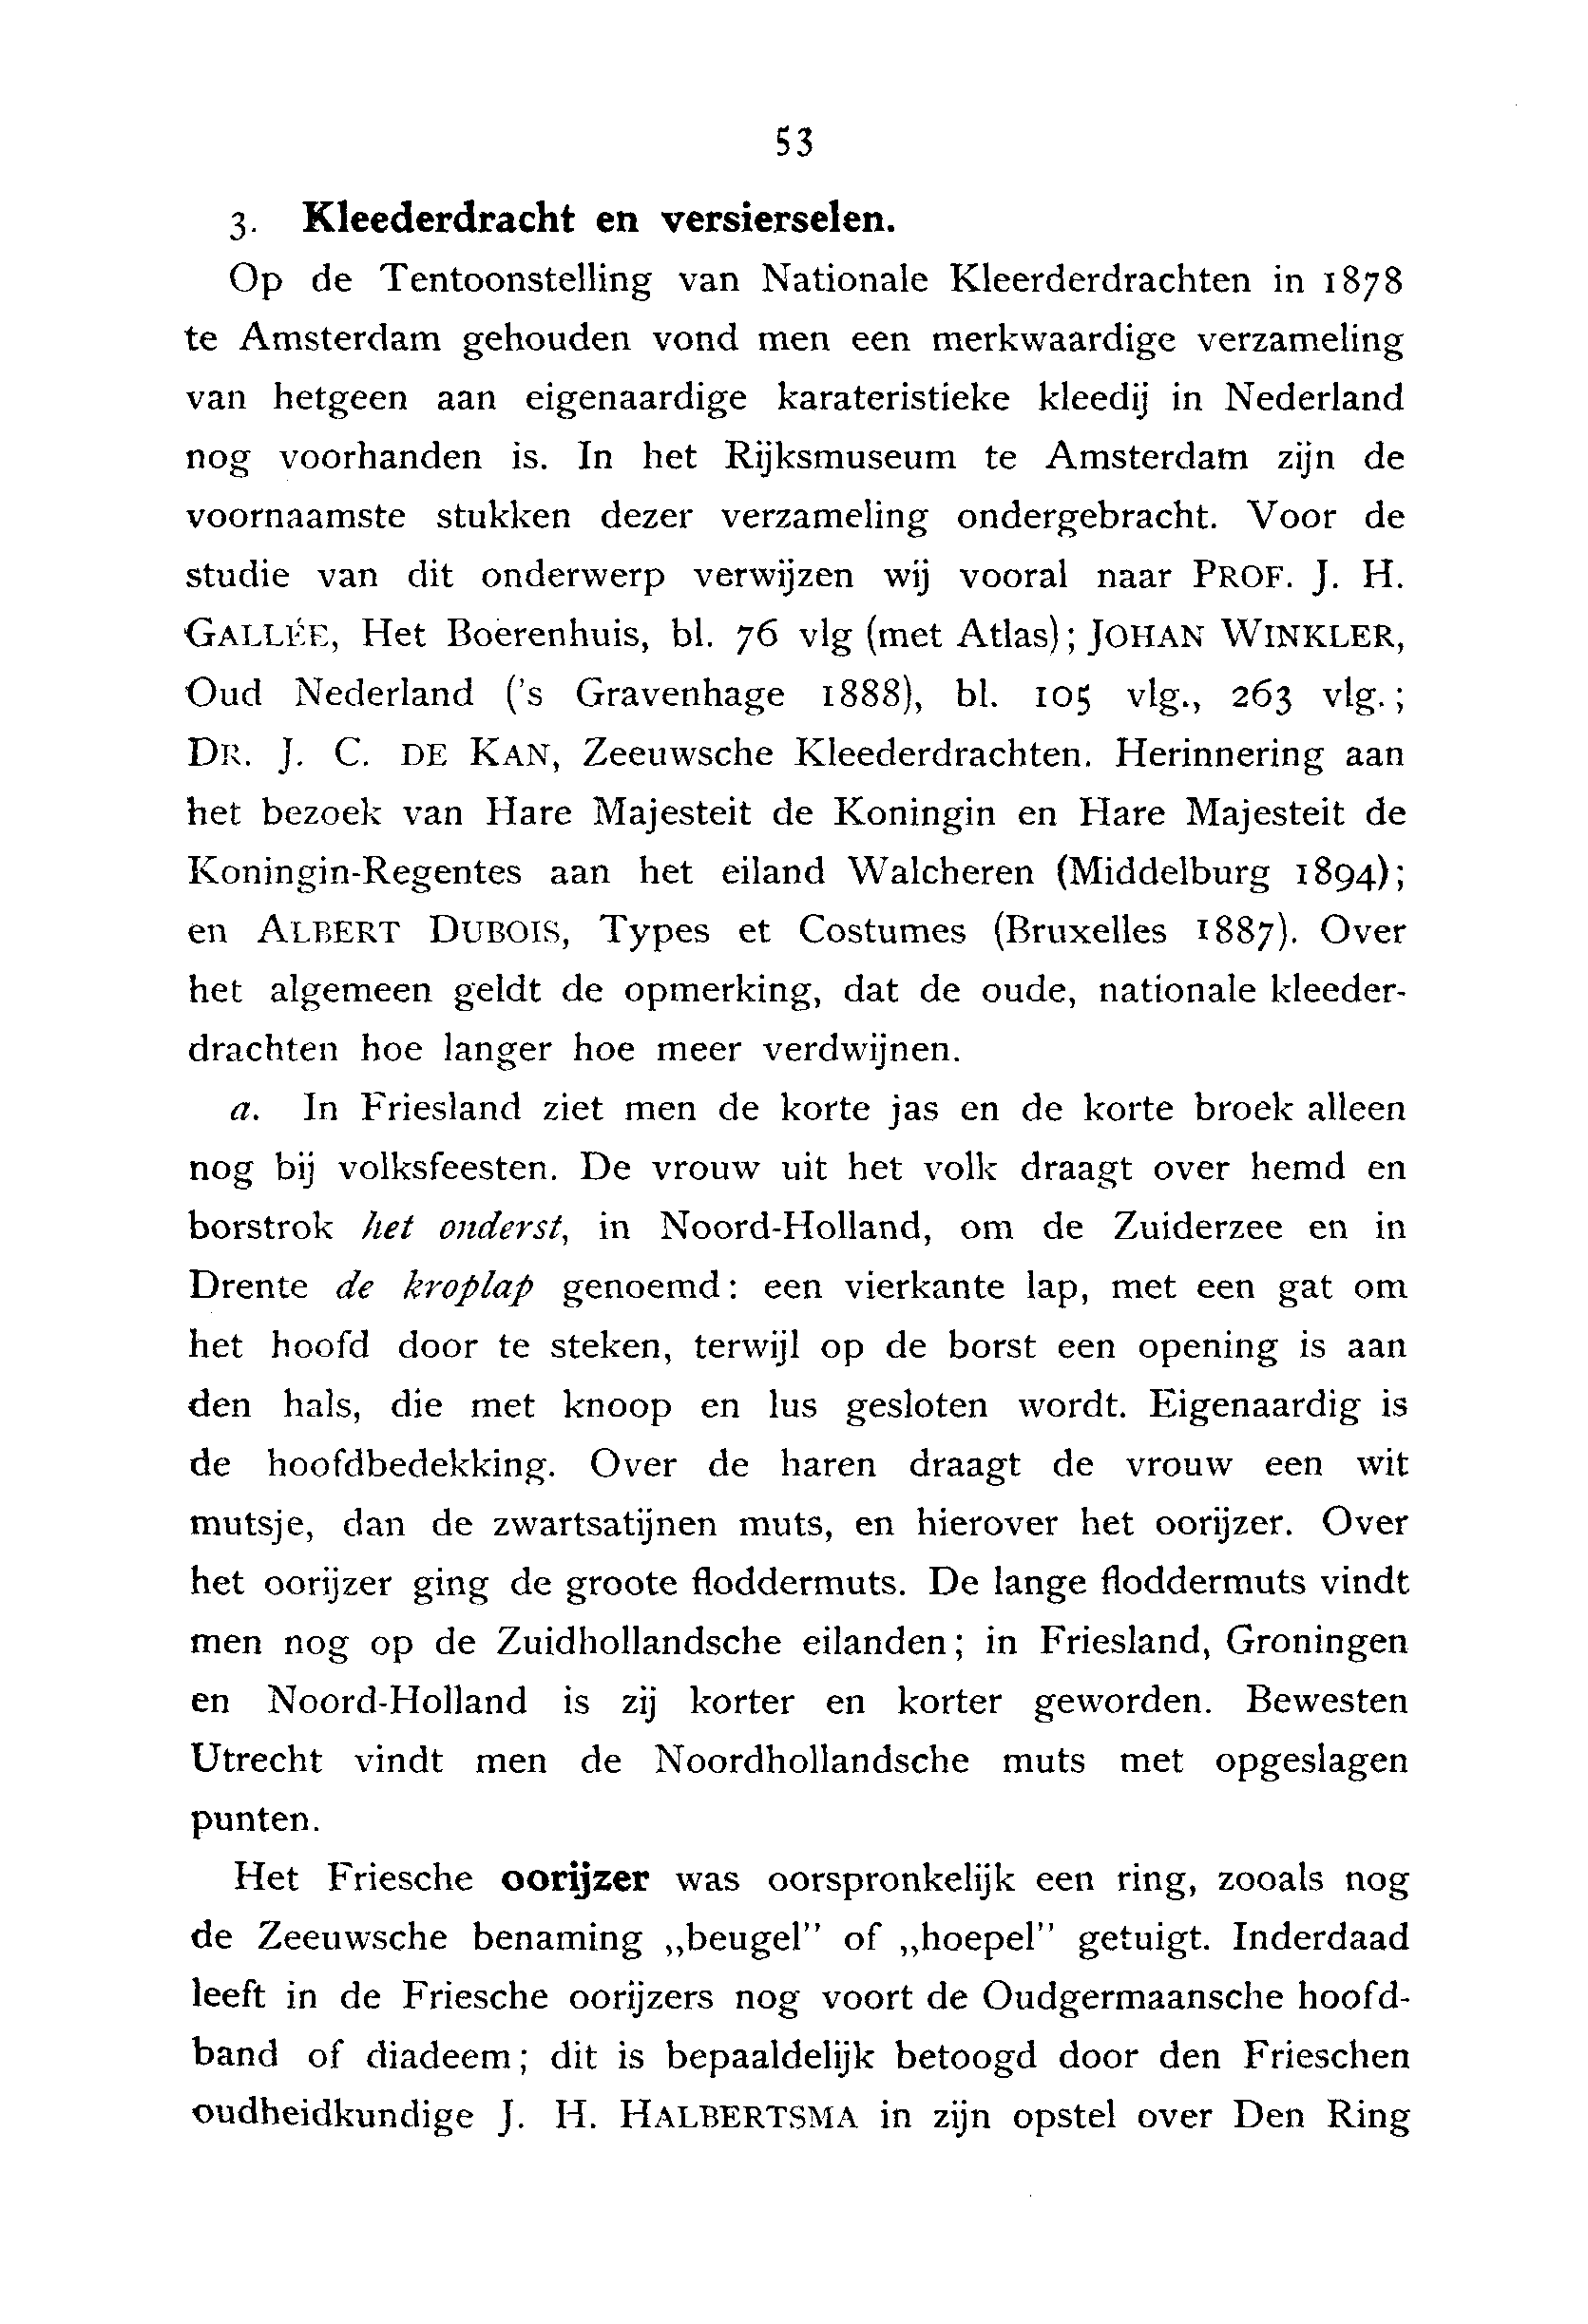 53
3. Kleederdracht en versierselen.
Op de Tentoonstelling van Nationale Kleerderdrachten in 1878
te Amsterdam gehouden vond men een merkwaardige verzameling
van hetgeen aan eigenaardige karateristieke kleedij in Nederland
nog voorhanden is. In het Rijksmuseum te Amsterdam zijn de
voornaamste stukken dezer verzameling ondergebracht. Voor de
studie van dit onderwerp verwijzen wij vooral naar PROF. J. H.
GALLÉE, Het Boerenhuis, bl. 76 vlg (met Atlas); JOHAN WINKLER,
Oud Nederland ('s Gravenhage 1888), bl. 105 vlg., 263 vlg.;
DR. J. C. DE KAN, Zeeuwsche Kleederdrachten. Herinnering aan
het bezoek van Hare Majesteit de Koningin en Hare Majesteit de
Koningin-Regentes aan het eiland Walcheren (Middelburg 1894);
en ALBERT DUBOIS, Types et Costumes (Bruxelles 1887). Over
het algemeen geldt de opmerking, dat de oude, nationale kleeder-
drachten hoe langer hoe meer verdwijnen.
a. In Friesland ziet men de korte jas en de korte broek alleen
nog bij volksfeesten. De vrouw uit het volk draagt over hemd en
borstrok het onderst, in Noord-Holland, om de Zuiderzee en in
Drente de kroplap genoemd: een vierkante lap, met een gat om
het hoofd door te steken, terwijl op de borst een opening is aan
den hals, die met knoop en lus gesloten wordt. Eigenaardig is
de hoofdbedekking. Over de haren draagt de vrouw een wit
mutsje, dan de zwartsatijnen muts, en hierover het oorijzer. Over
het oorijzer ging de groote floddermuts. De lange floddermuts vindt
men nog op de Zuidhollandsche eilanden; in Friesland, Groningen
en Noord-Holland is zij korter en korter geworden. Bewesten
Utrecht vindt men de Noordhollandsche muts met opgeslagen
punten.
Het Friesche oorijzer was oorspronkelijk een ring, zooals nog
de Zeeuwsche benaming „beugel” of „hoepel” getuigt. Inderdaad
leeft in de Friesche oorijzers nog voort de Oudgermaansche hoofd-
band of diadeem; dit is bepaaldelijk betoogd door den Frieschen
oudheidkundige J. H. HALBERTSMA in zijn opstel over Den Ring